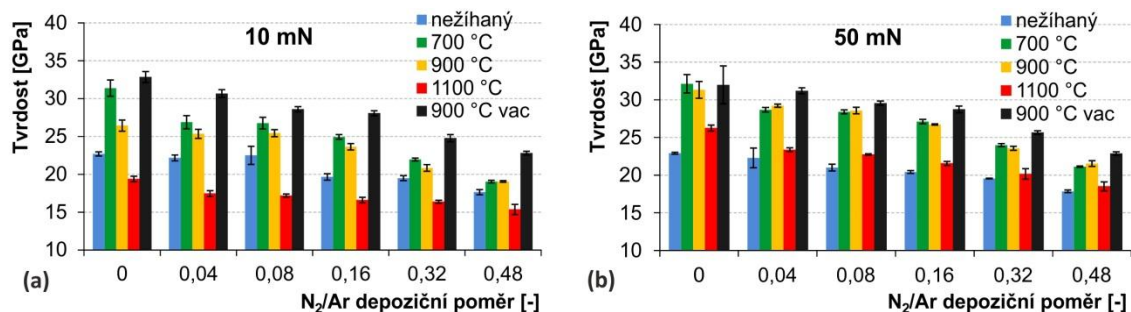 10 mN
Tvrdost [GPa]
40
35
30
25
20
15
10
nežíhaný
700 °C
900 °C
1100 °C
900 °C vac
0 0,04 0,08 0,16 0,32 0,48
(a)
N₂/Ar depoziční poměr [-]
50 mN
Tvrdost [GPa]
40
35
30
25
20
15
10
nežíhaný
700 °C
900 °C
1100 °C
900 °C vac
0 0,04 0,08 0,16 0,32 0,48
(b)
N₂/Ar depoziční poměr [-]